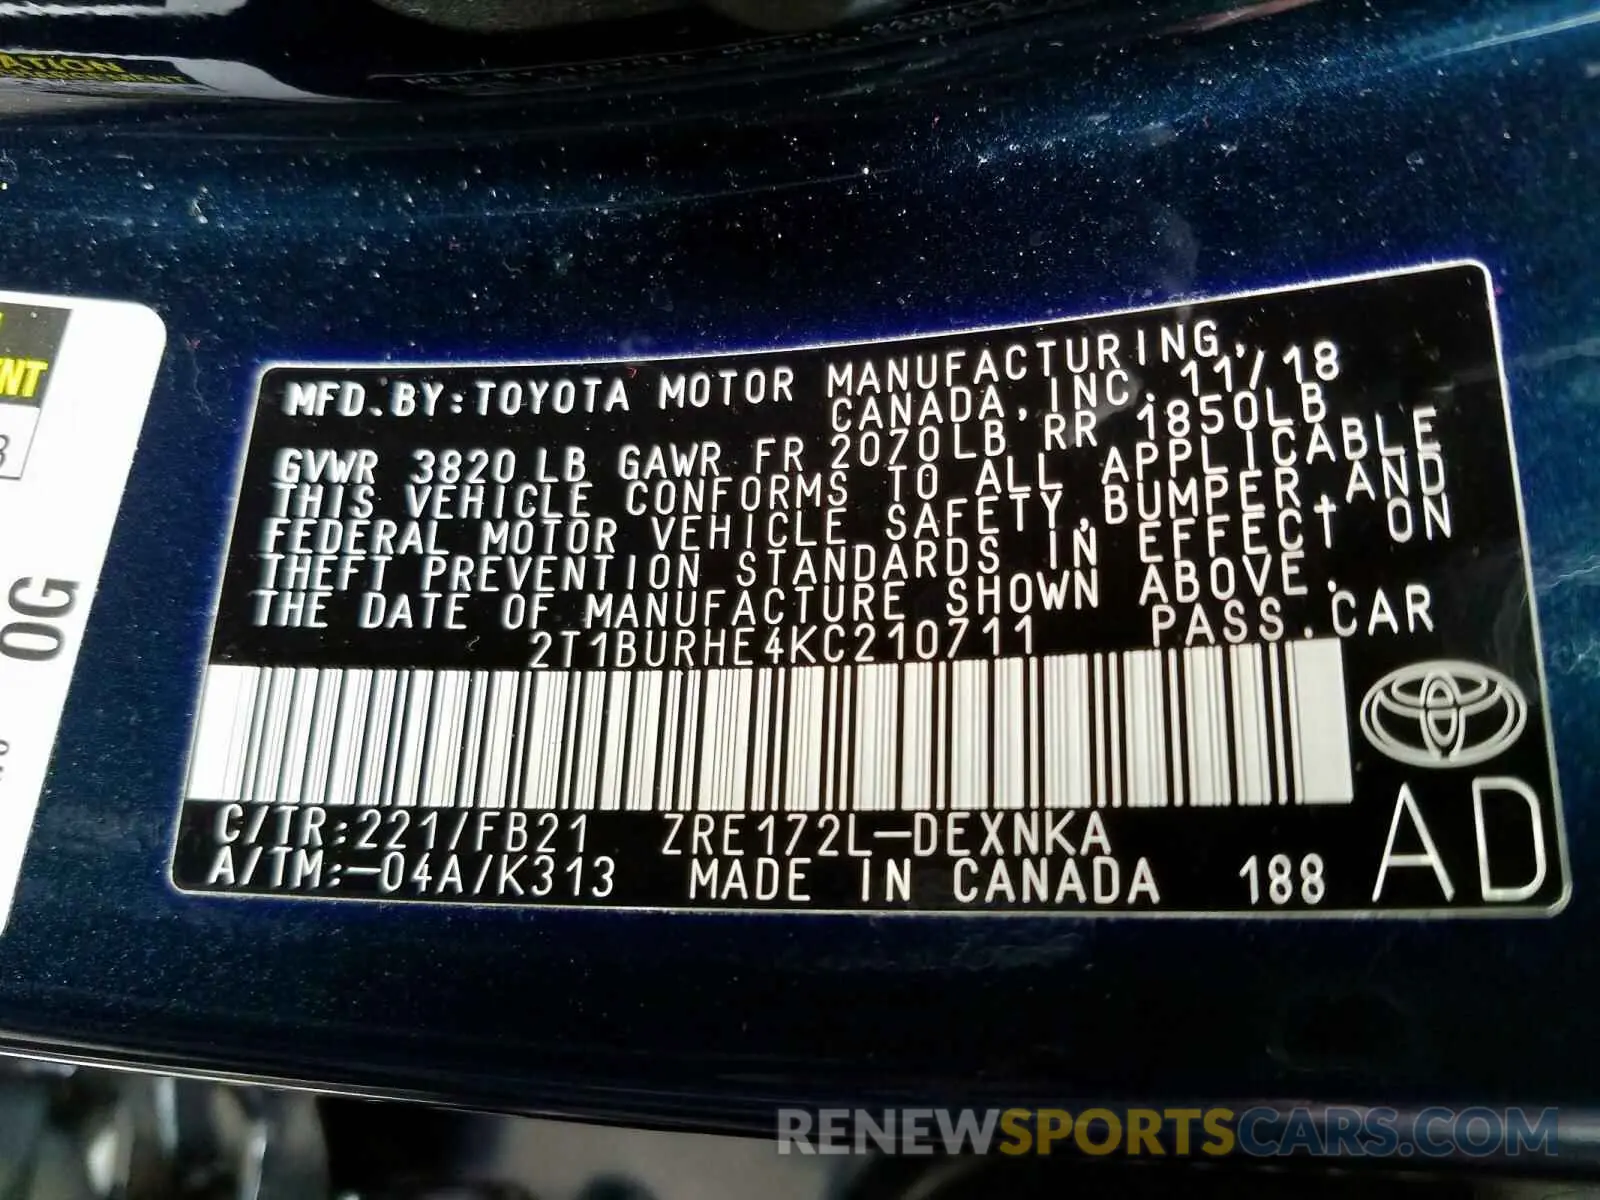 ATION
NT
0G
MFD. BY: TOYOTA MOTOR MANUFACTURING,
CANADA, INC. 11/18
GVWR 3820 LB GAWR FR 2070LB RR 1850LB
THIS VEHICLE CONFORMS TO ALL APPLICABLE
FEDERAL MOTOR VEHICLE SAFETY, BUMPER, AND
THEFT PREVENTION STANDARDS IN EFFECT ON
THE DATE OF MANUFACTURE SHOWN ABOVE.
2T1BURHE4KC210711 PASS. CAR
C/TR: 221/FB21 ZRE172L-DEXNKA
A/TM: -04A/K313 MADE IN CANADA 188
AD
RENEWSPORTSCARS.COM